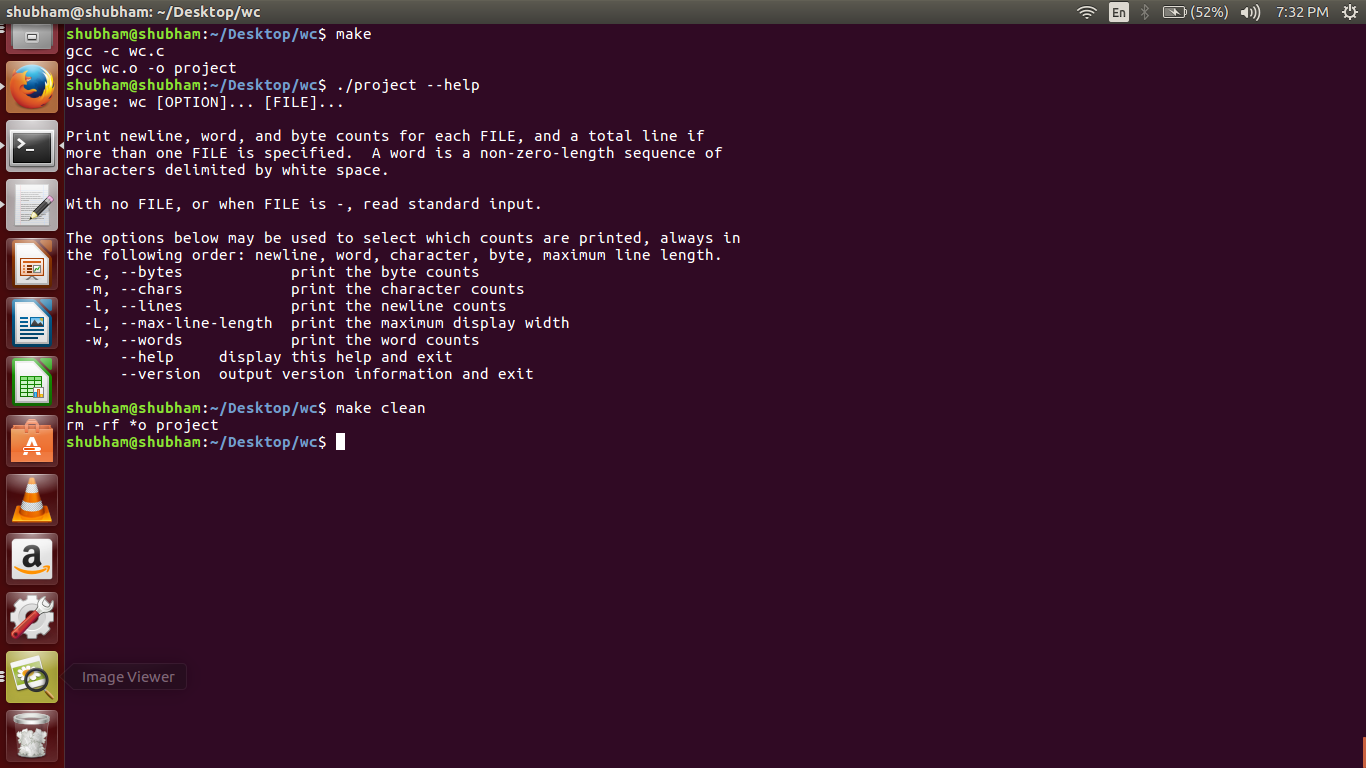 shubham@shubham: ~/Desktop/wc
En
(52%)
7:32 PM
shubham@shubham:~/Desktop/wc$ make
gcc -c wc.c
gcc wc.o -o project
shubham@shubham:~/Desktop/wc$ ./project --help
Usage: wc [OPTION]... [FILE]...
Print newline, word, and byte counts for each FILE, and a total line if
more than one FILE is specified.  A word is a non-zero-length sequence of
characters delimited by white space.
With no FILE, or when FILE is -, read standard input.
The options below may be used to select which counts are printed, always in
the following order: newline, word, character, byte, maximum line length.
  -c, --bytes            print the byte counts
  -m, --chars            print the character counts
  -l, --lines            print the newline counts
  -L, --max-line-length  print the maximum display width
  -w, --words            print the word counts
      --help     display this help and exit
      --version  output version information and exit
shubham@shubham:~/Desktop/wc$ make clean
rm -rf *o project
shubham@shubham:~/Desktop/wc$
Image Viewer